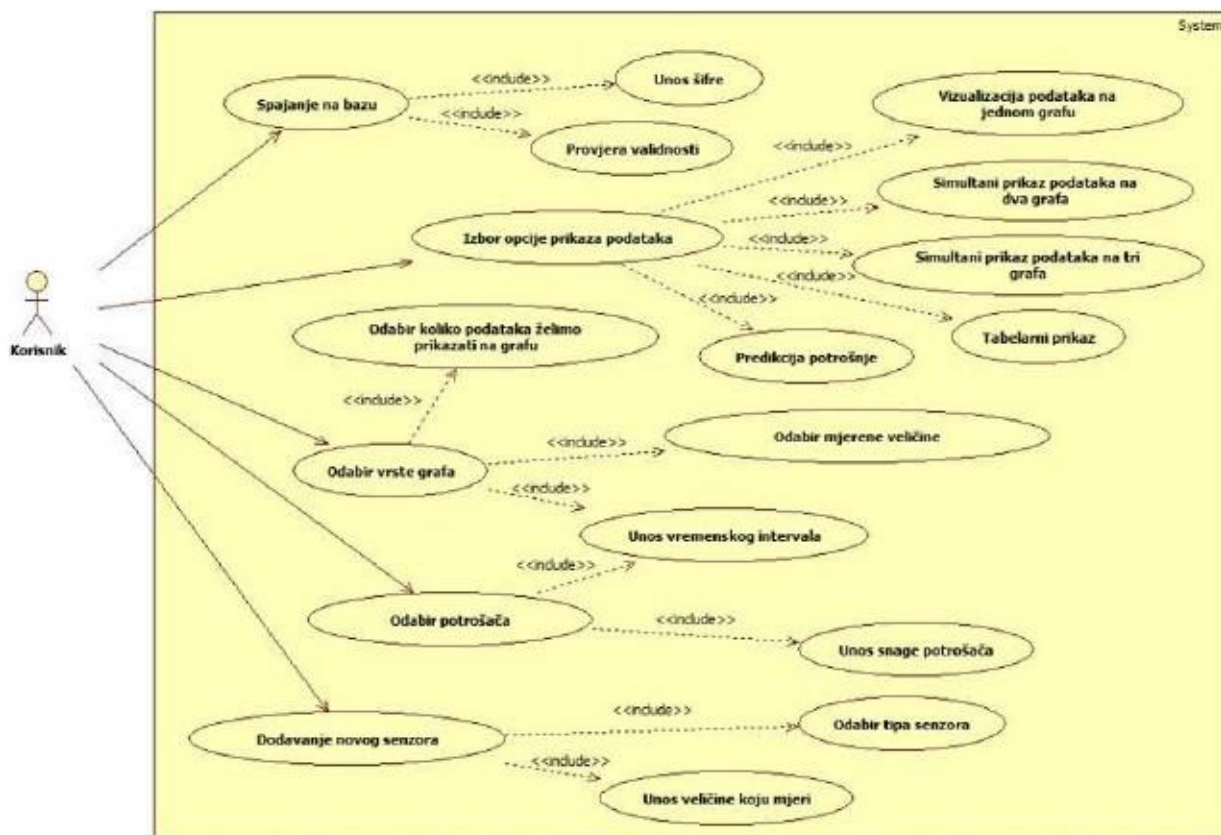 System
<<include>>
Unos šifre
Spajanje na bazu
<<include>>
Provjera validnosti
Vizualizacija podataka na
jednom grafu
<<include>>
Simultani prikaz podataka na
dva grafa
<<include>>
Izbor opcije prikaza podataka
<<include>>
Simultani prikaz podataka na tri
grafa
<<include>>
<<include>>
Tabelarni prikaz
Predikcija potrošnje
Korisnik
Odabir koliko podataka želimo
prikazati na grafu
<<include>>
<<include>>
Odabir mjerene veličine
Odabir vrste grafa
<<include>>
Unos vremenskog intervala
<<include>>
Odabir potrošača
<<include>>
Unos snage potrošača
<<include>>
Odabir tipa senzora
Dodavanje novog senzora
<<include>>
Unos veličine koju mjeri